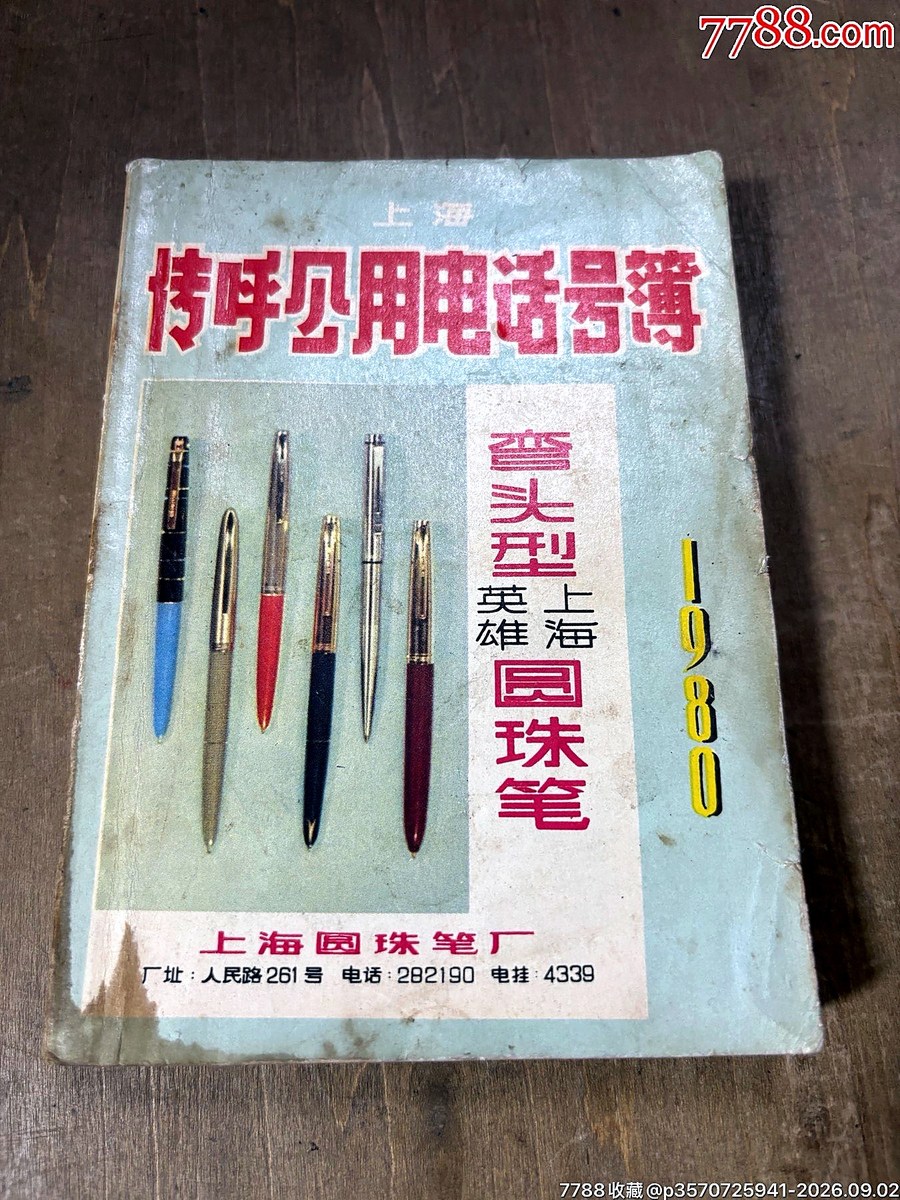 7788.com
上海
传呼公用电话号簿
弯头型
上海
英雄
圆珠笔
1980
上海圆珠笔厂
厂址：人民路261号 电话：282190 电挂：4339
7788收藏@p3570725941-2026.09.02